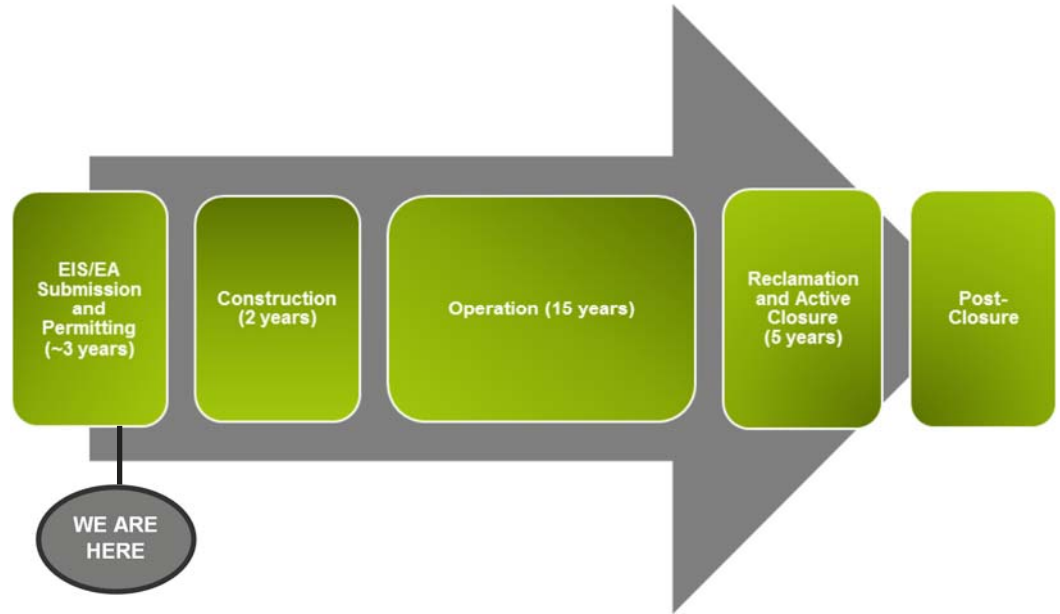 EIS/EA
Submission
and
Permitting
(~3 years)
Construction
(2 years)
Operation (15 years)
Reclamation
and Active
Closure
(5 years)
Post-
Closure
WE ARE
HERE